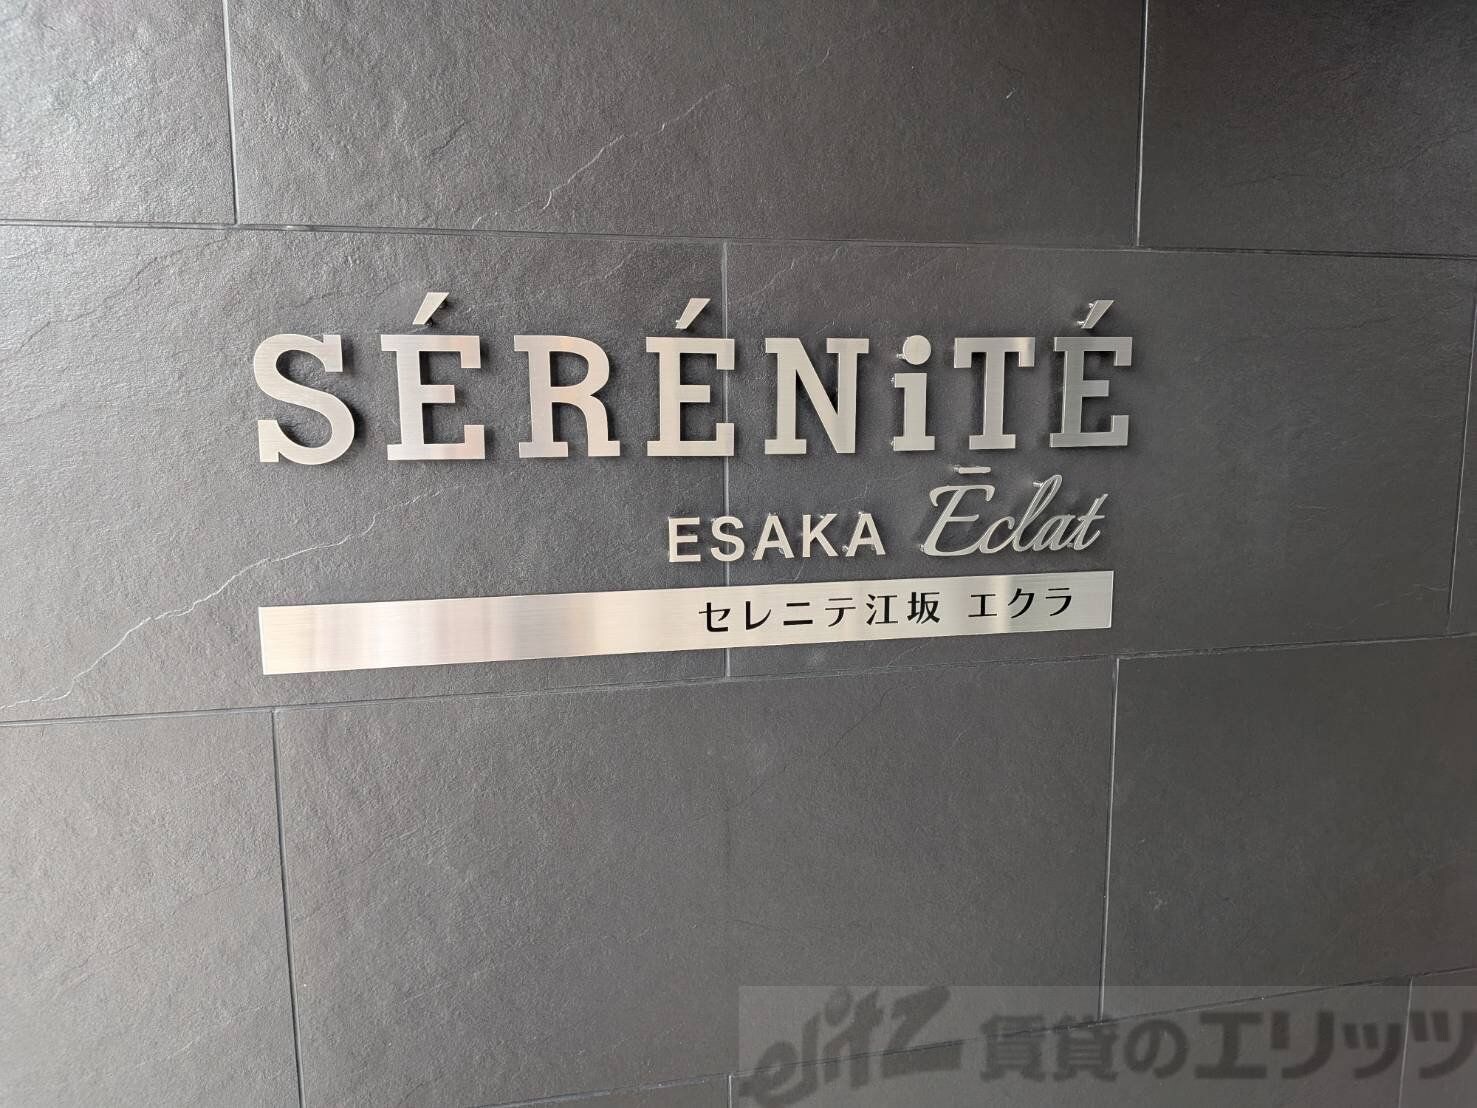 SÉRÉNiTÉ
ESAKA Ēclat
セレニテ江坂 エクラ
elitz 賃貸のエリッツ